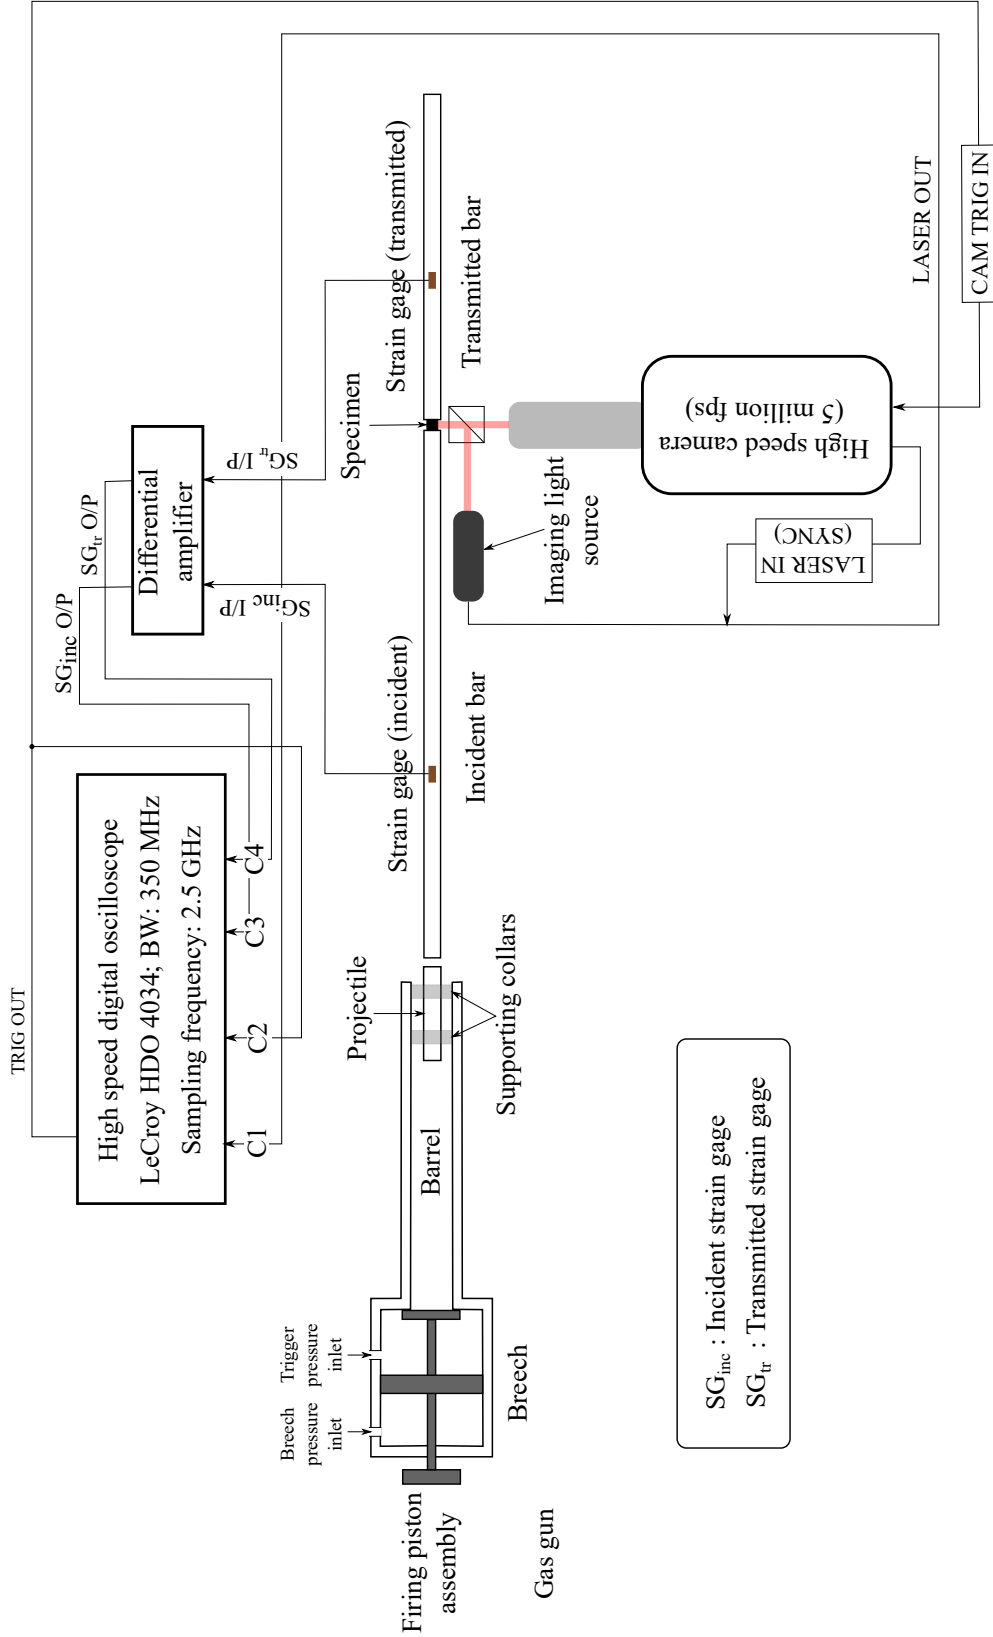 TRIG OUT
High speed digital oscilloscope
LeCroy HDO 4034; BW: 350 MHz
Sampling frequency: 2.5 GHz
C1
C2
C3
C4
SGinc O/P
SGtr O/P
Differential
amplifier
SGinc I/P
SGtr I/P
Breech
pressure
inlet
Trigger
pressure
inlet
Firing piston
assembly
Gas gun
Breech
Barrel
Projectile
Supporting collars
Strain gage (incident)
Incident bar
Specimen
Strain gage (transmitted)
Transmitted bar
Imaging light
source
High speed camera
(5 million fps)
LASER IN
(SYNC)
LASER OUT
CAM TRIG IN
SGinc : Incident strain gage
SGtr : Transmitted strain gage